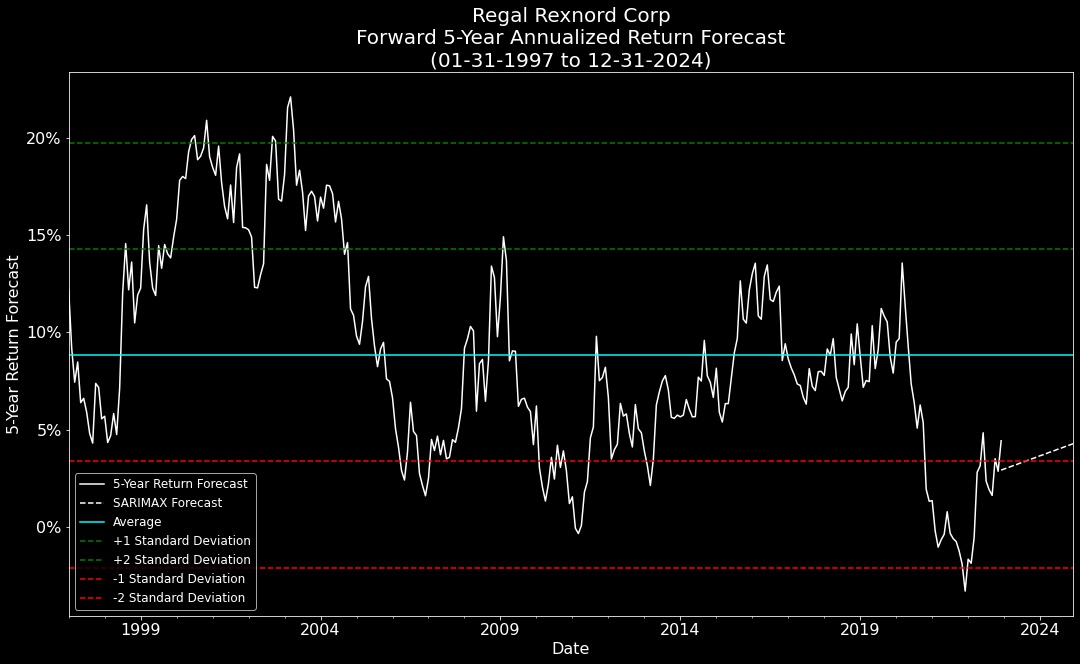 Regal Rexnord Corp
Forward 5-Year Annualized Return Forecast
(01-31-1997 to 12-31-2024)
5-Year Return Forecast
20%
15%
10%
5%
0%
5-Year Return Forecast
SARIMAX Forecast
Average
+1 Standard Deviation
+2 Standard Deviation
-1 Standard Deviation
-2 Standard Deviation
1999
2004
2009
2014
2019
2024
Date